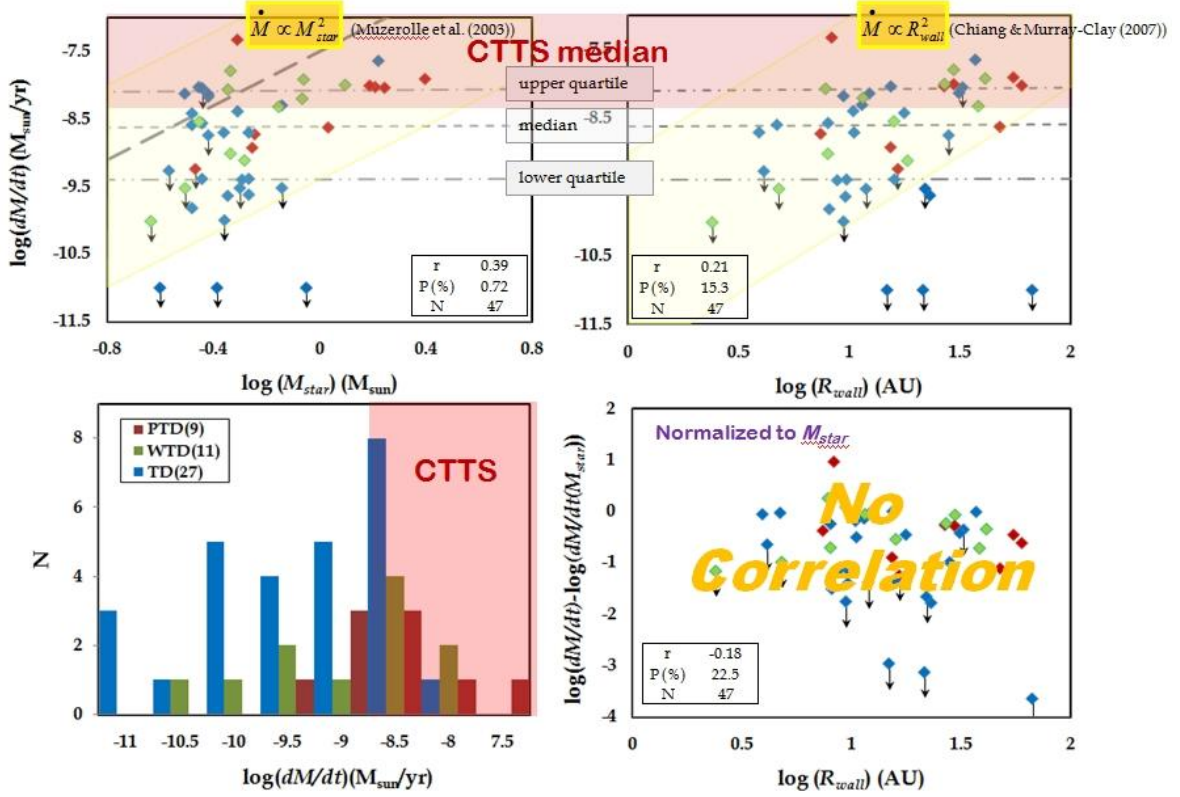 Ṁ ∝ M²star (Muzerolle et al. (2003))
Ṁ ∝ R²wall (Chiang & Murray-Clay (2007))
CTTS median
upper quartile
median
lower quartile
log(dM/dt) (Msun/yr)
-7.5
-8.5
-9.5
-10.5
-11.5
r 0.39
P (%) 0.72
N 47
-0.8 -0.4 0 0.4 0.8
log (Mstar) (Msun)
-8.5
-9.5
-10.5
-11.5
r 0.21
P (%) 15.3
N 47
0 0.5 1 1.5 2
log (Rwall) (AU)
PTD(9)
WTD(11)
TD(27)
CTTS
N
8
6
4
2
0
-11 -10.5 -10 -9.5 -9 -8.5 -8 7.5
log(dM/dt)(Msun/yr)
Normalized to Mstar
No
Correlation
log(dM/dt)-log(dM/dt(Mstar))
2
1
0
-1
-2
-3
-4
r -0.18
P (%) 22.5
N 47
0 0.5 1 1.5 2
log (Rwall) (AU)